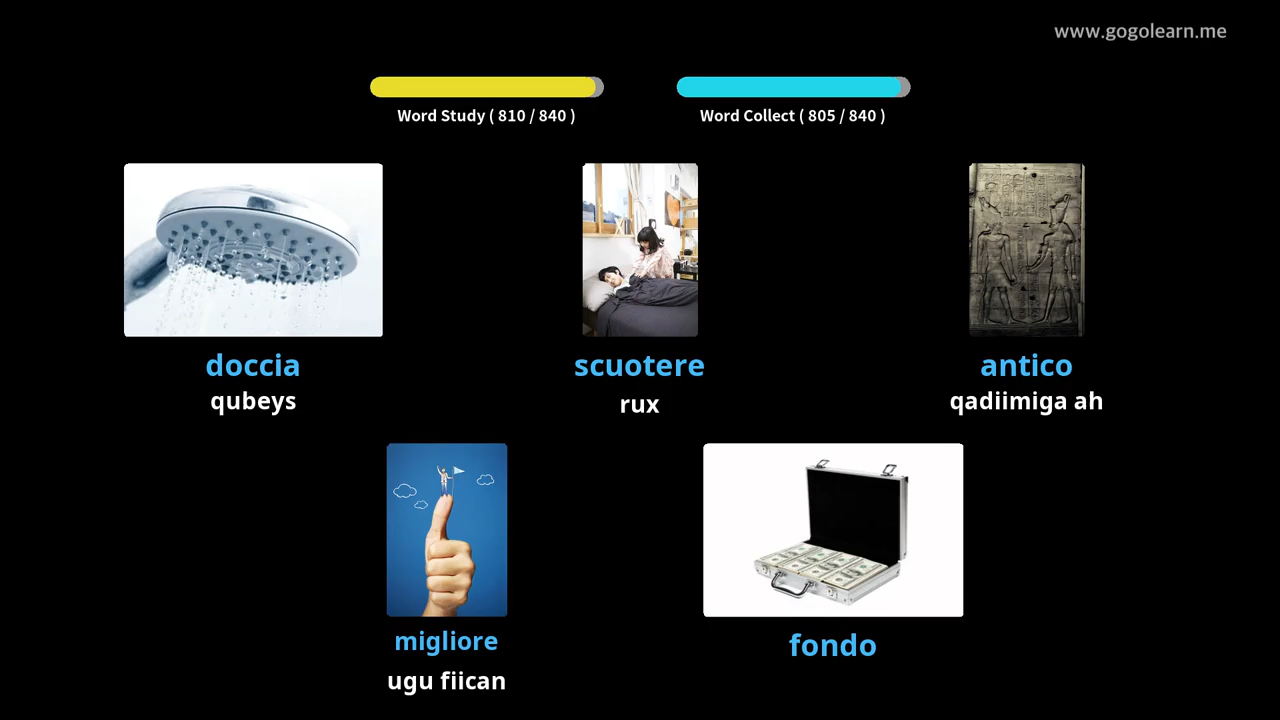 www.gogolearn.me
Word Study ( 810 / 840 )
Word Collect ( 805 / 840 )
doccia
qubeys
scuotere
rux
antico
qadiimiga ah
migliore
ugu fiican
fondo